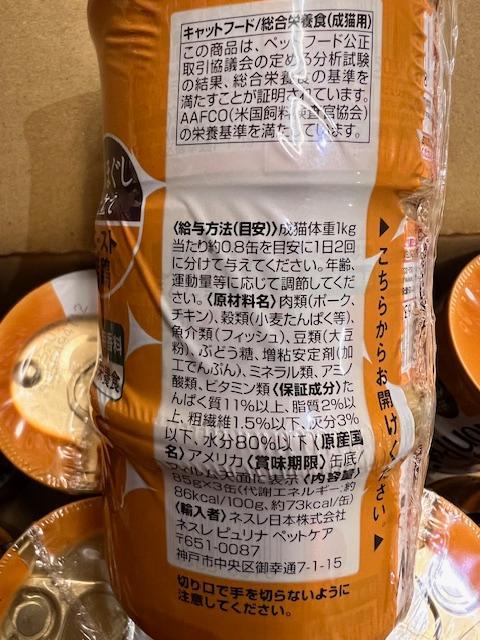 キャットフード/総合栄養食(成猫用)
この商品は、ペットフード公正
取引協議会の定める分析試験
の結果、総合栄養食の基準を
満たすことが証明されています。
AAFCO(米国飼料検査官協会)
の栄養基準を満たしています。
ほぐし
〈給与方法(目安)〉成猫体重1kg
当たり約0.8缶を目安に1日2回
に分けて与えてください。年齢、
運動量等に応じて調節してくだ
さい。〈原材料名〉肉類(ポーク、
チキン)、穀類(小麦たんぱく等)、
魚介類(フィッシュ)、豆類(大豆
粉)、ぶどう糖、増粘安定剤(加
工でんぷん)、ミネラル類、アミノ
酸類、ビタミン類〈保証成分〉た
んぱく質11%以上、脂質2%以
上、粗繊維1.5%以下、灰分3%
以下、水分80%以下〈原産国
名〉アメリカ〈賞味期限〉缶底/
フィルム天面に表示〈内容量〉
85g×3缶(代謝エネルギー:約
86kcal/100g、約73kcal/缶)
〈輸入者〉ネスレ日本株式会社
ネスレ ピュリナ ペットケア
〒651-0087
神戸市中央区御幸通7-1-15
切り口で手を切らないように
注意してください。
▶こちらからお開けください。▶